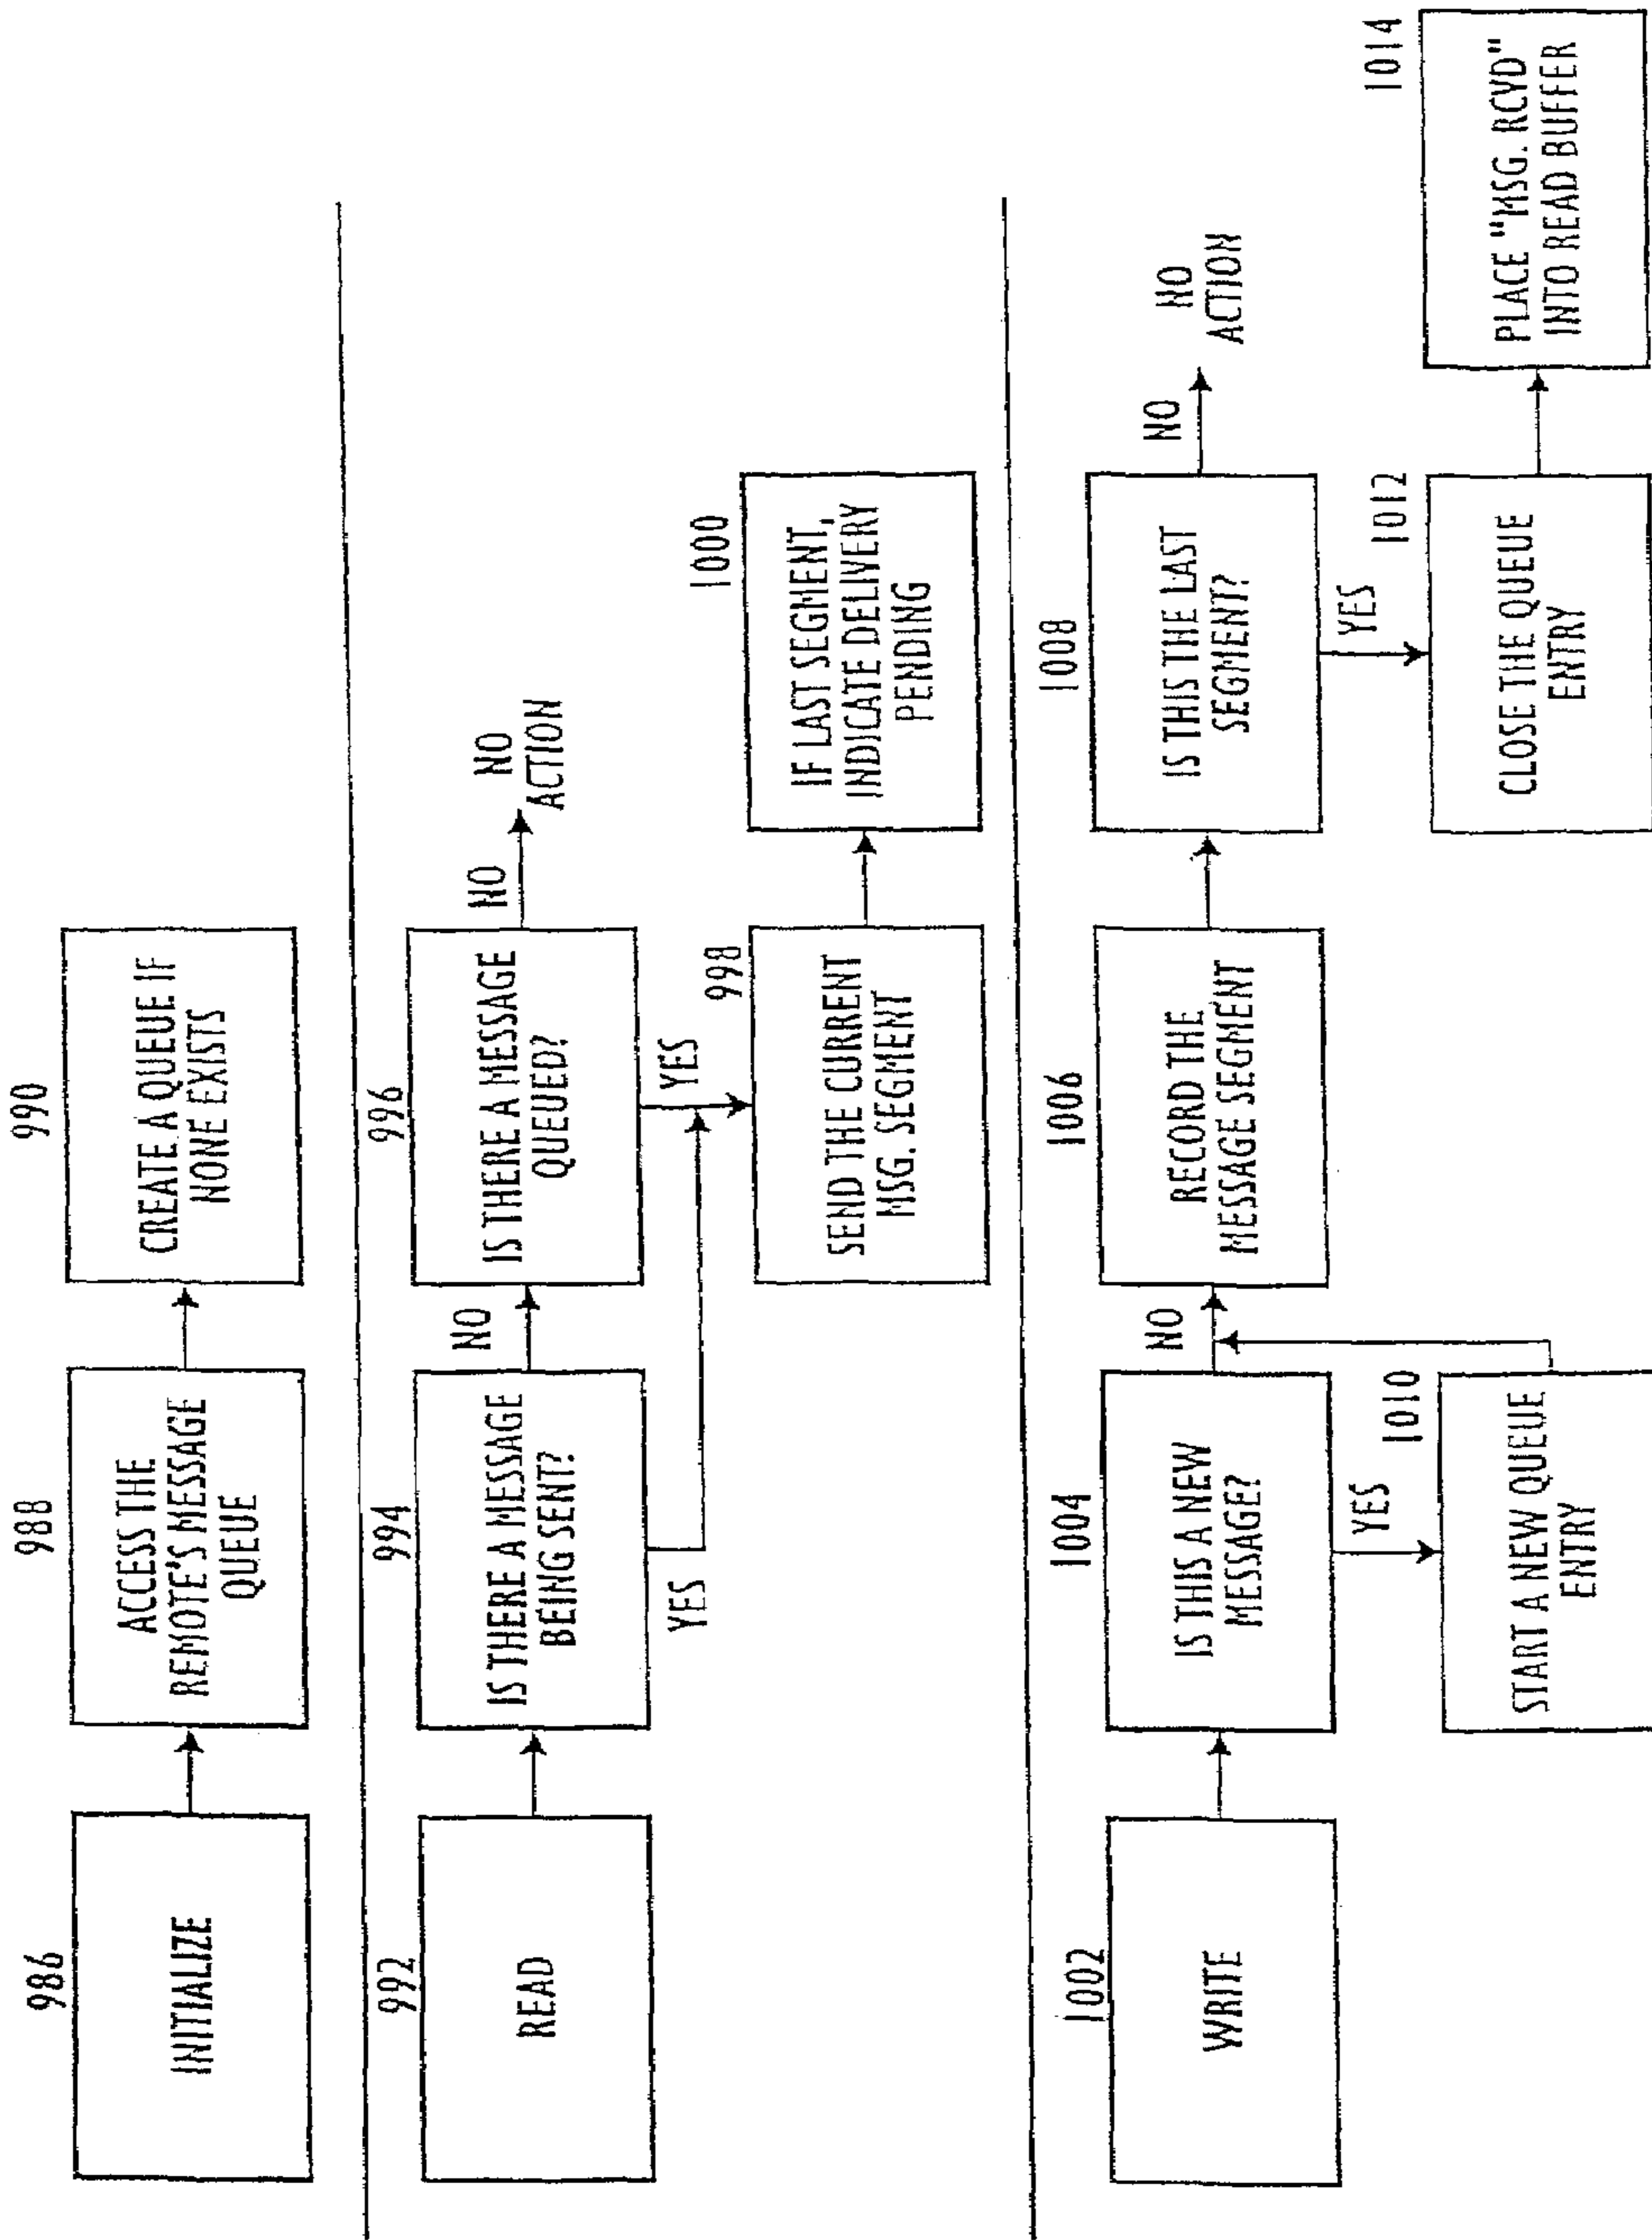 986
INITIALIZE
988
ACCESS THE
REMOTE'S MESSAGE
QUEUE
990
CREATE A QUEUE IF
NONE EXISTS
992
READ
994
IS THERE A MESSAGE
BEING SENT?
NO
YES
996
IS THERE A MESSAGE
QUEUED?
NO
NO
ACTION
YES
998
SEND THE CURRENT
MSG. SEGMENT
1000
IF LAST SEGMENT,
INDICATE DELIVERY
PENDING
1002
WRITE
1004
IS THIS A NEW
MESSAGE?
NO
YES
1010
START A NEW QUEUE
ENTRY
1006
RECORD THE
MESSAGE SEGMENT
1008
IS THIS THE LAST
SEGMENT?
NO
NO
ACTION
YES
1012
CLOSE THE QUEUE
ENTRY
1014
PLACE "MSG. RCVD"
INTO READ BUFFER